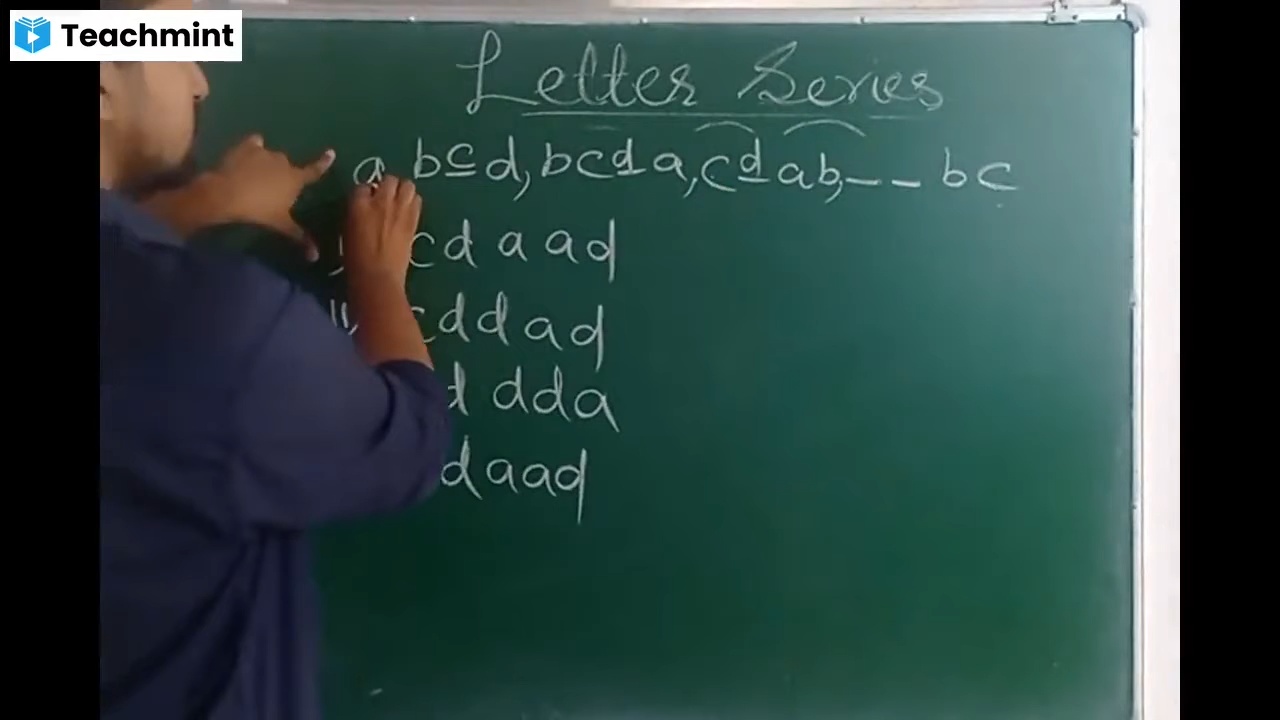 Teachmint
Letter Series
a b c d, b c d a, c d a b, _ _ b c
c d a a d
c d d a d
d d d a
d a a d